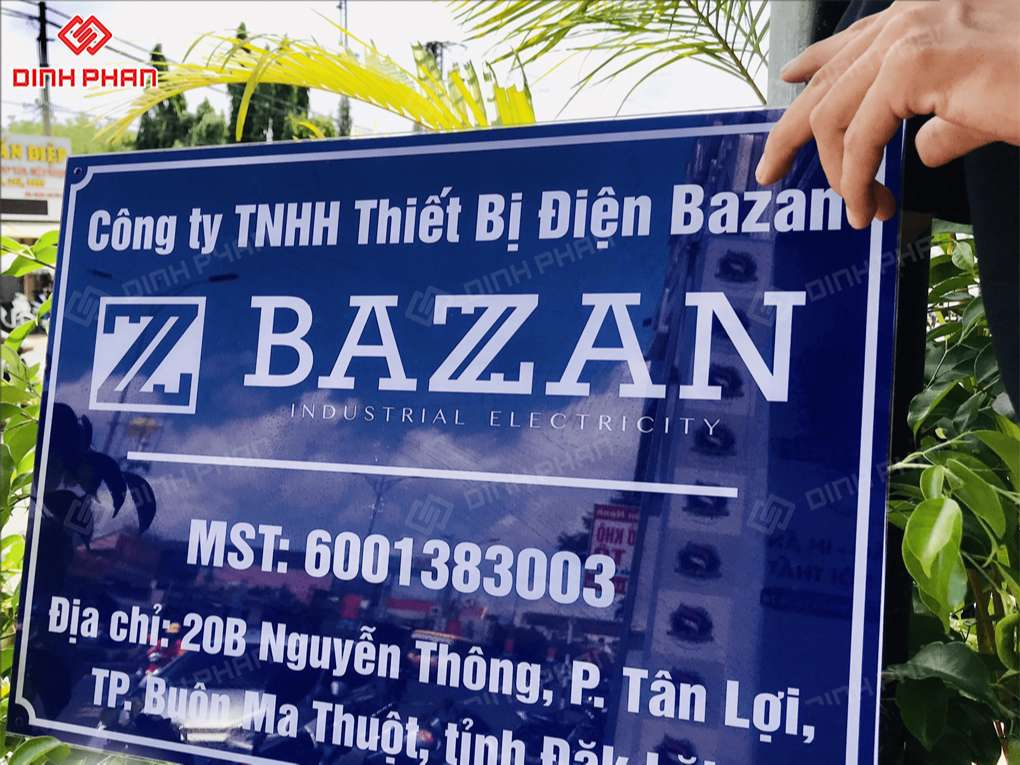 DINH PHAN
Công ty TNHH Thiết Bị Điện Bazan
BAZAN
INDUSTRIAL ELECTRICITY
MST: 6001383003
Địa chỉ: 20B Nguyễn Thông, P. Tân Lợi,
TP. Buôn Ma Thuột, tỉnh